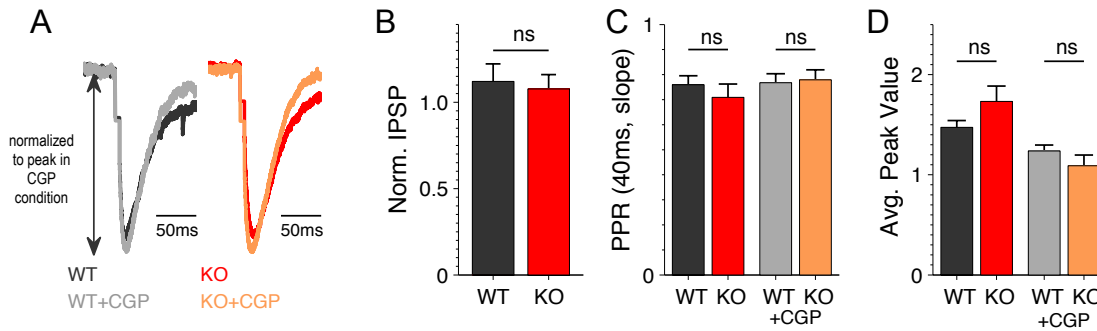 A
normalized
to peak in
CGP
condition
50ms
50ms
WT
KO
WT+CGP
KO+CGP
B
Norm. IPSP
1.0
0.5
0
ns
WT KO
C
PPR (40ms, slope)
1
0
ns
ns
WT KO WT KO
+CGP
D
Avg. Peak Value
2
1
0
ns
ns
WT KO WT KO
+CGP